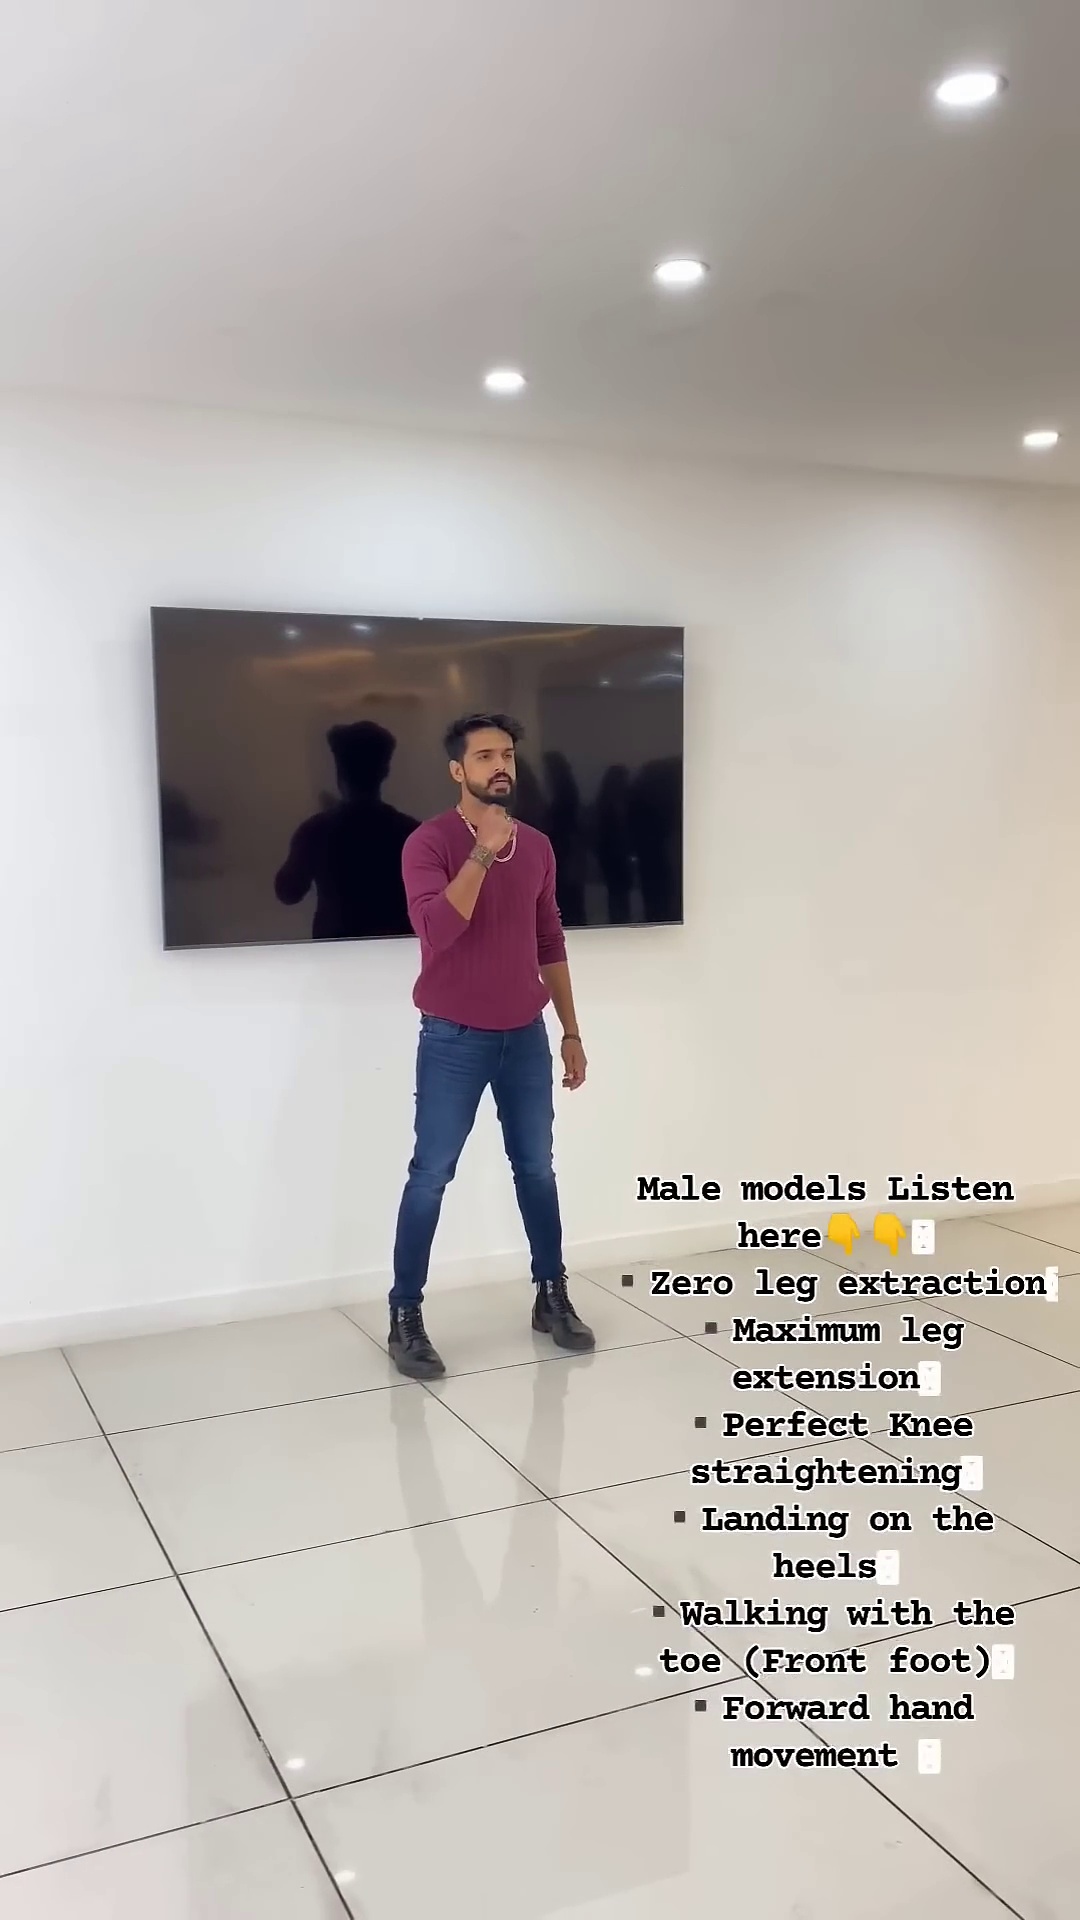 Male models Listen
here👇👇
▪ Zero leg extraction
▪ Maximum leg
extension
▪ Perfect Knee
straightening
▪ Landing on the
heels
▪ Walking with the
toe (Front foot)
▪ Forward hand
movement